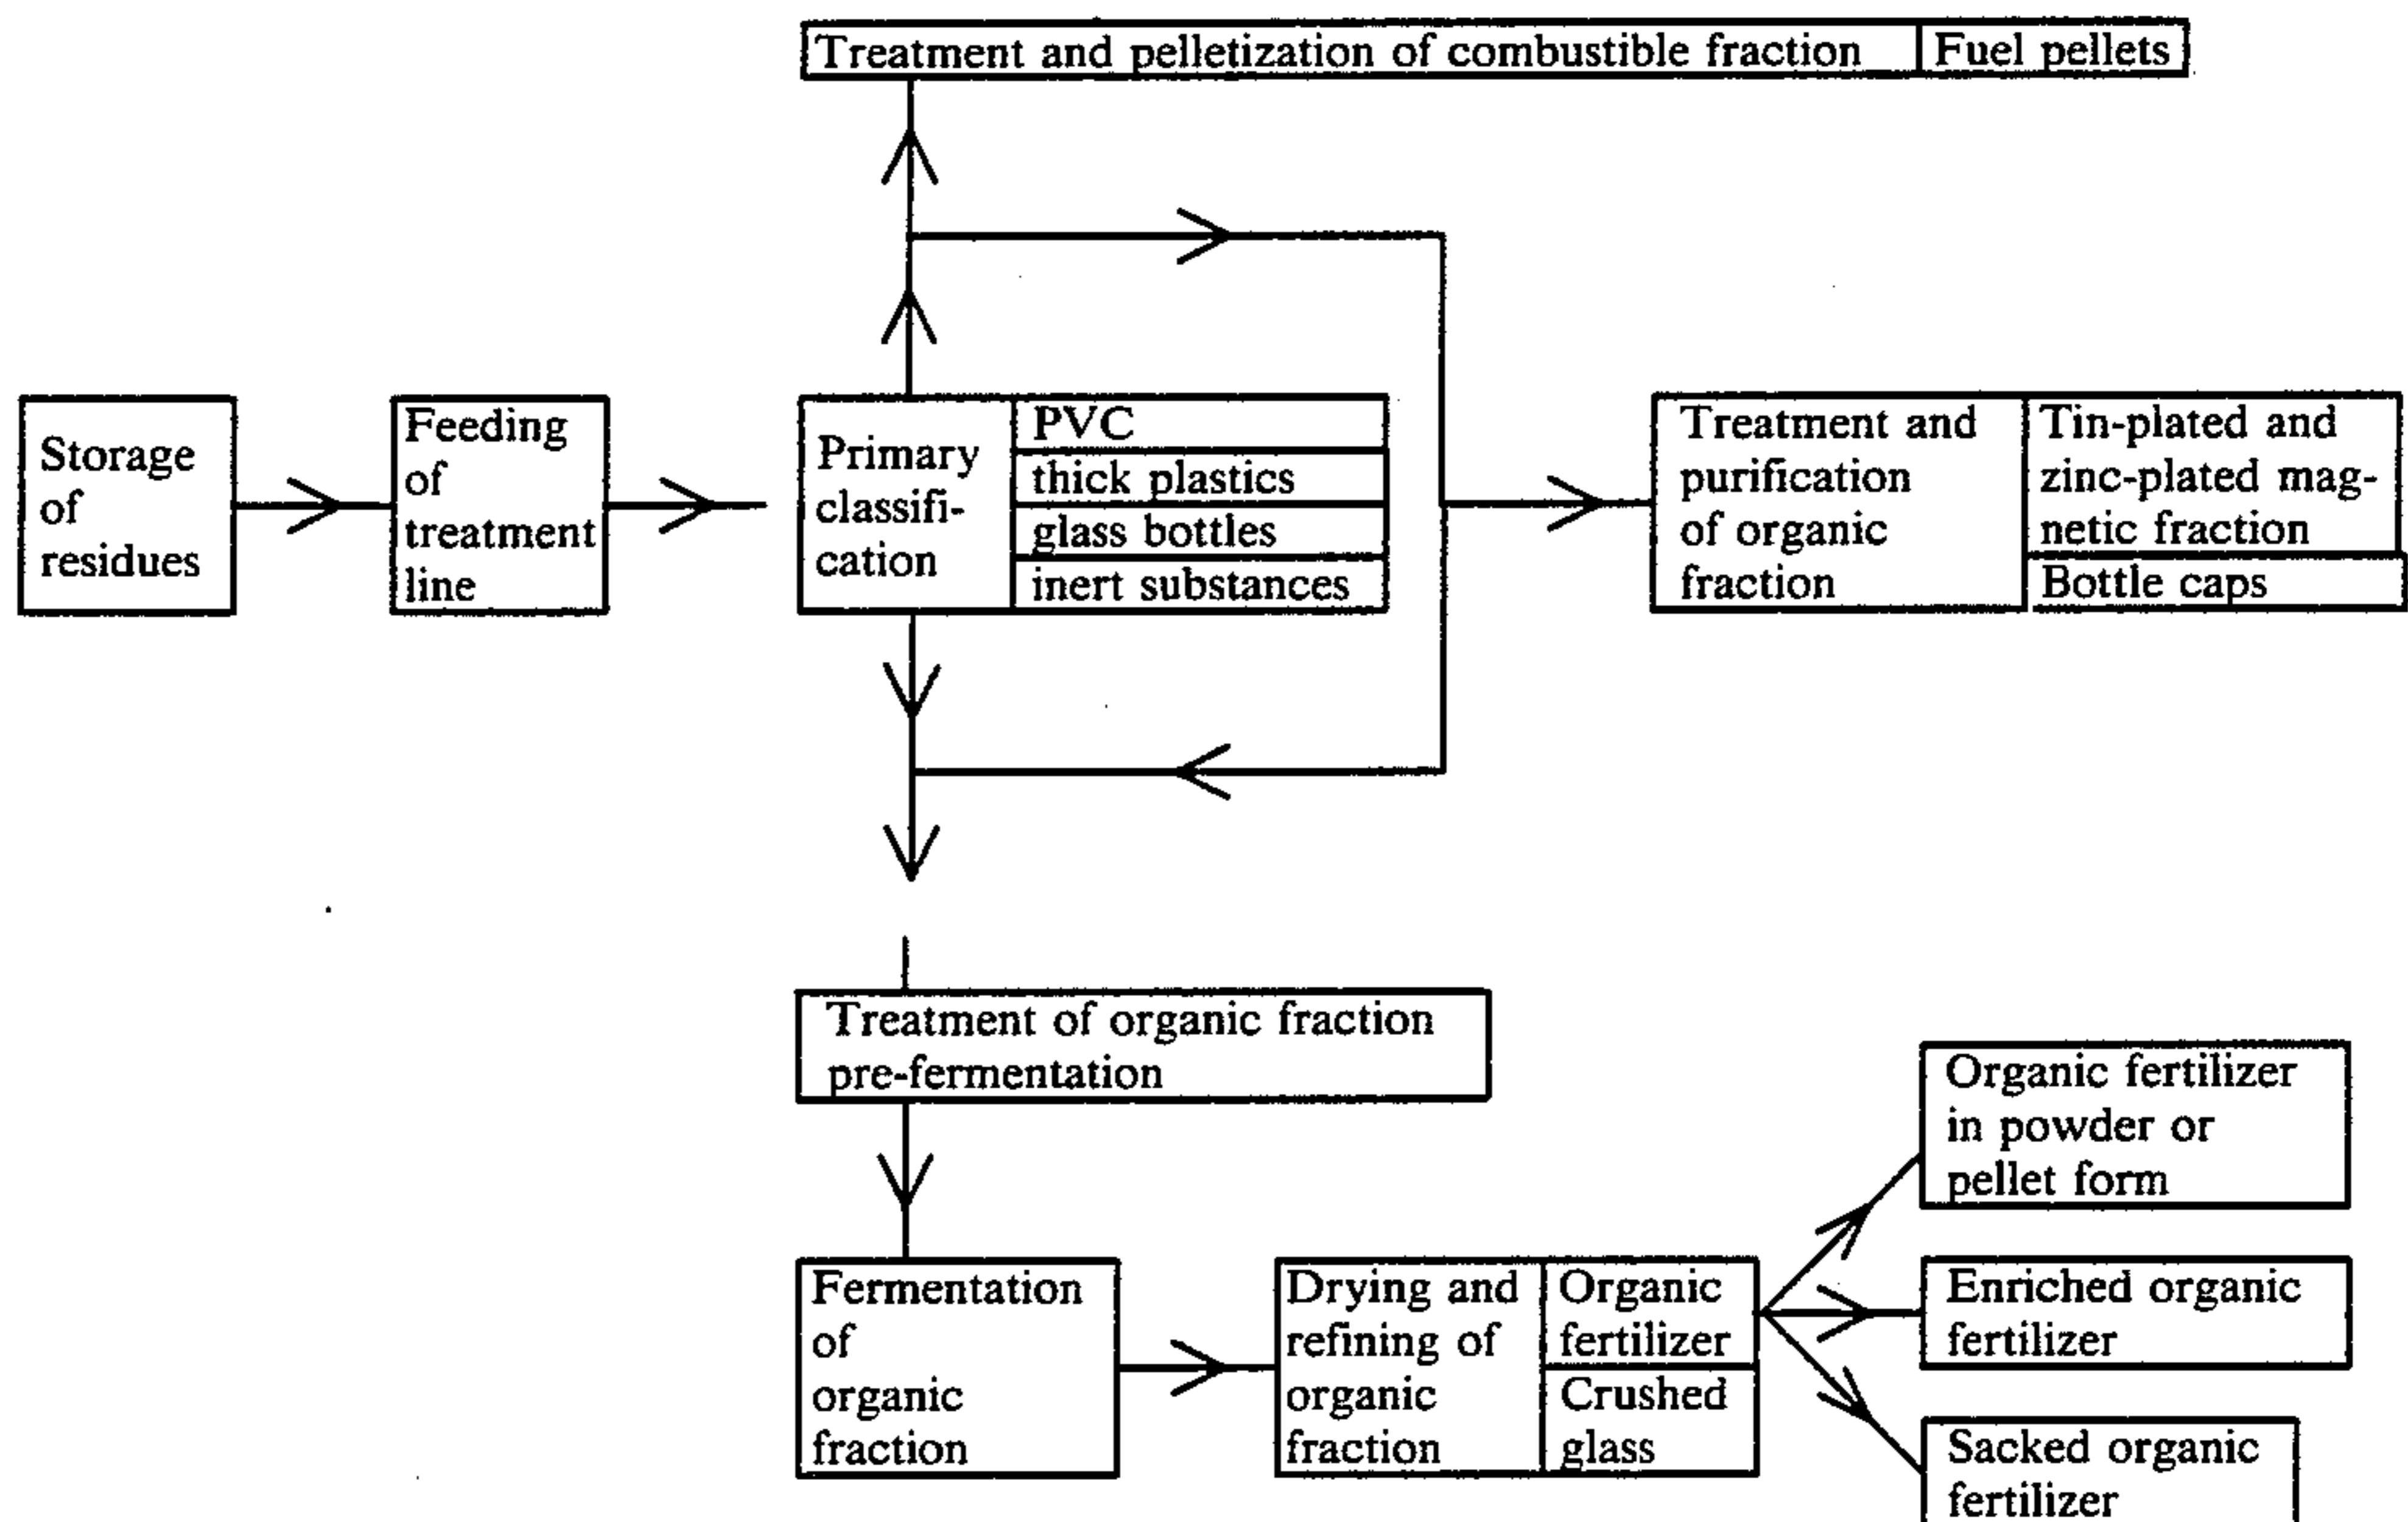 Treatment and pelletization of combustible fraction
Fuel pellets
Storage
of
residues
Feeding
of
treatment
line
Primary
classifi-
cation
PVC
thick plastics
glass bottles
inert substances
Treatment and
purification
of organic
fraction
Tin-plated and
zinc-plated mag-
netic fraction
Bottle caps
Treatment of organic fraction
pre-fermentation
Fermentation
of
organic
fraction
Drying and
refining of
organic
fraction
Organic
fertilizer
Crushed
glass
Organic fertilizer
in powder or
pellet form
Enriched organic
fertilizer
Sacked organic
fertilizer